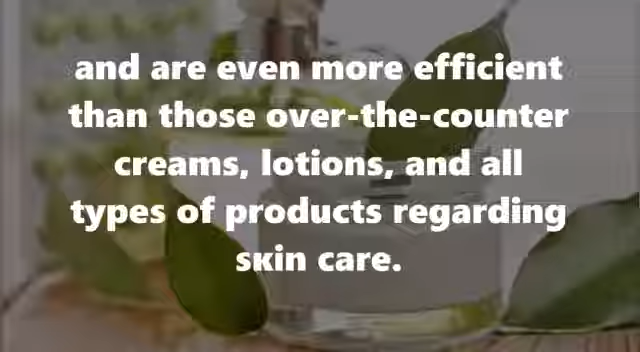 and are even more efficient
than those over-the-counter
creams, lotions, and all
types of products regarding
sкin care.